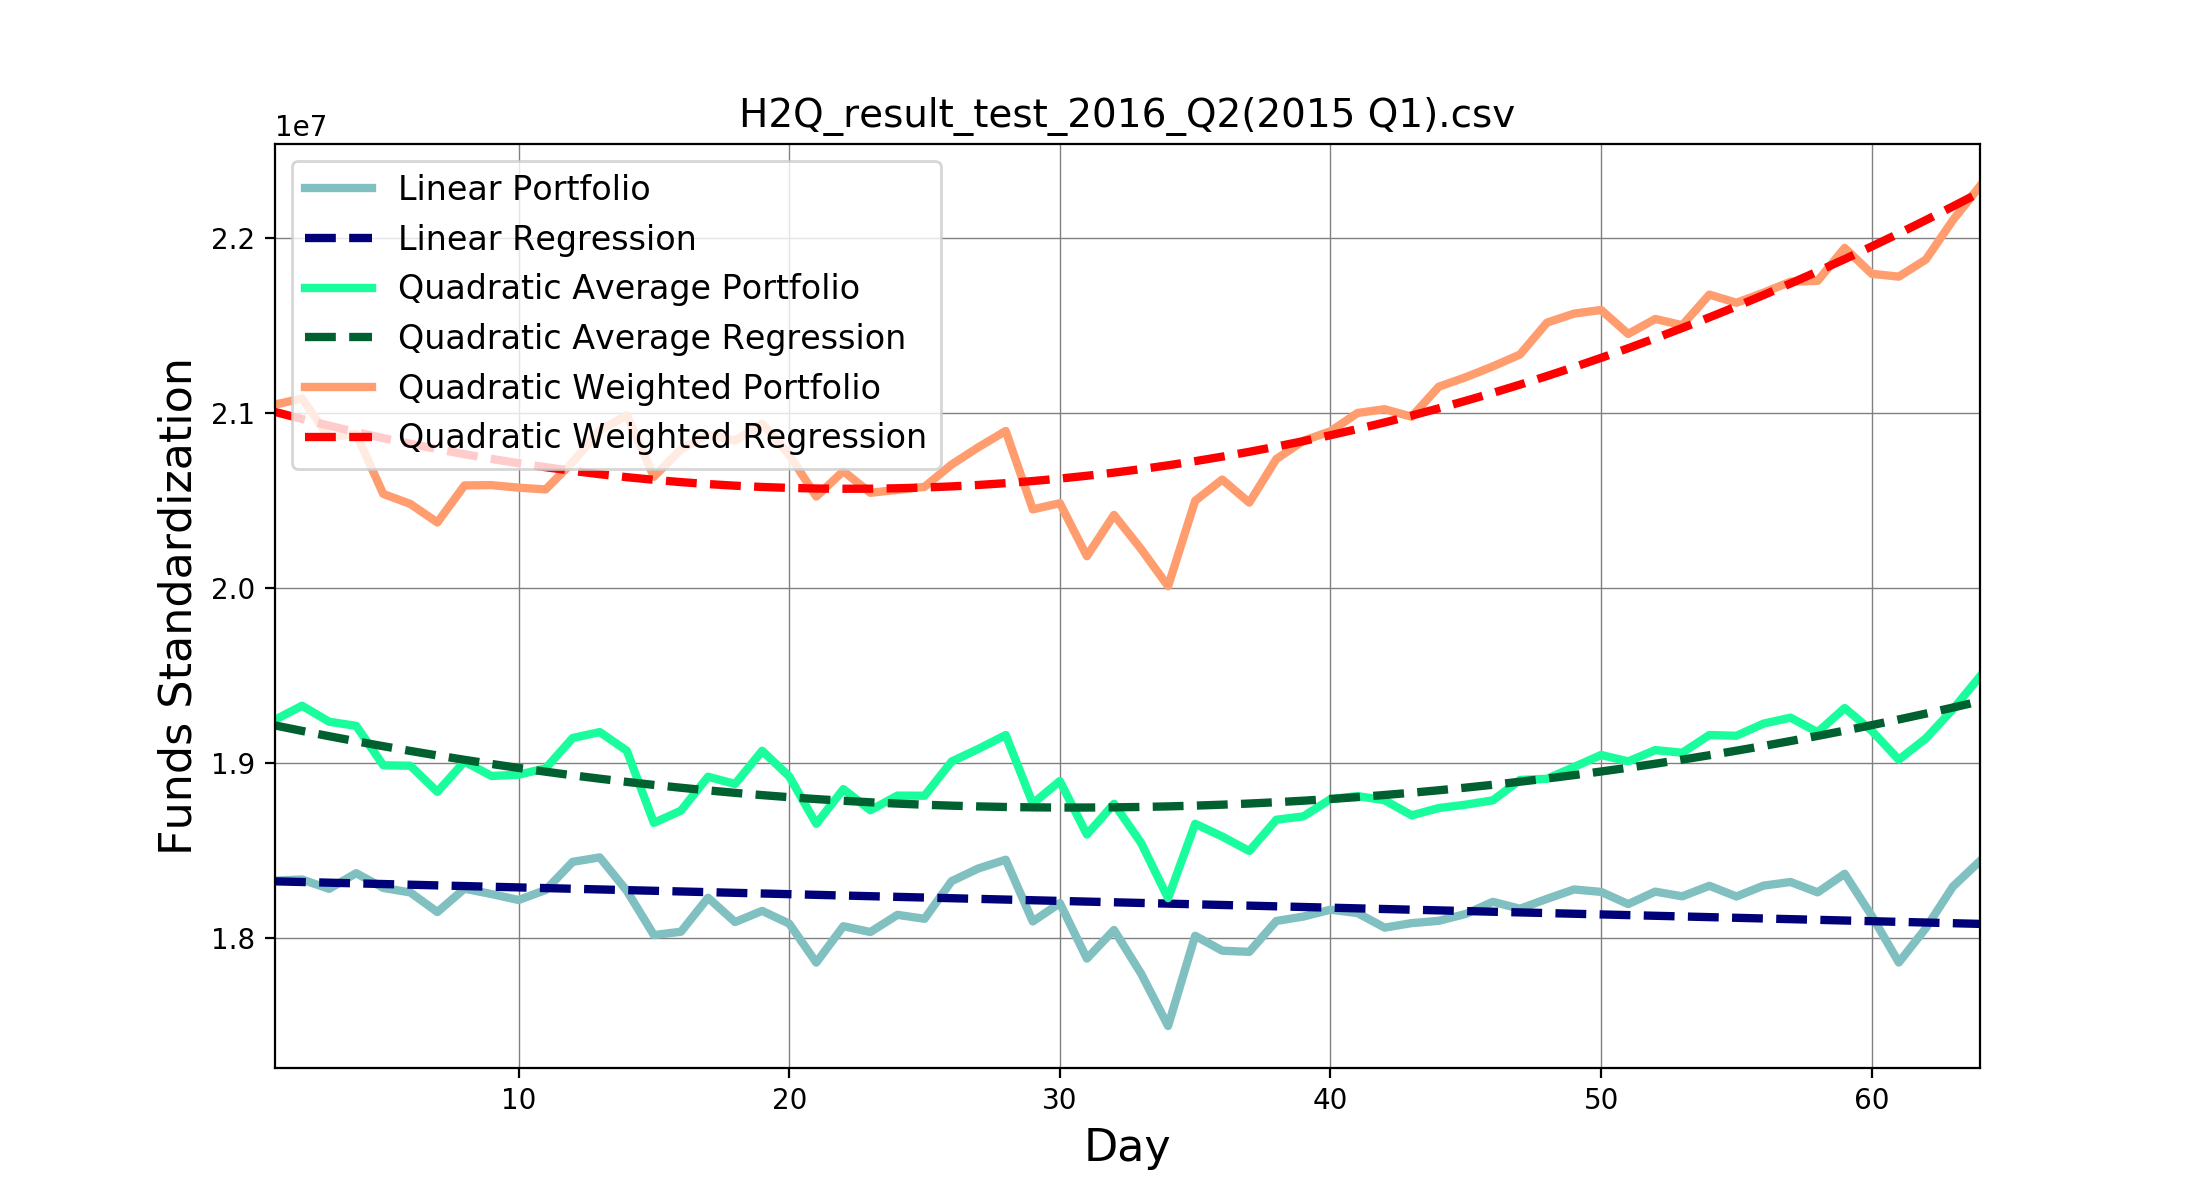 H2Q_result_test_2016_Q2(2015 Q1).csv
1e7
Linear Portfolio
Linear Regression
Quadratic Average Portfolio
Quadratic Average Regression
Quadratic Weighted Portfolio
Quadratic Weighted Regression
2.2
2.1
2.0
1.9
1.8
Funds Standardization
10 20 30 40 50 60
Day